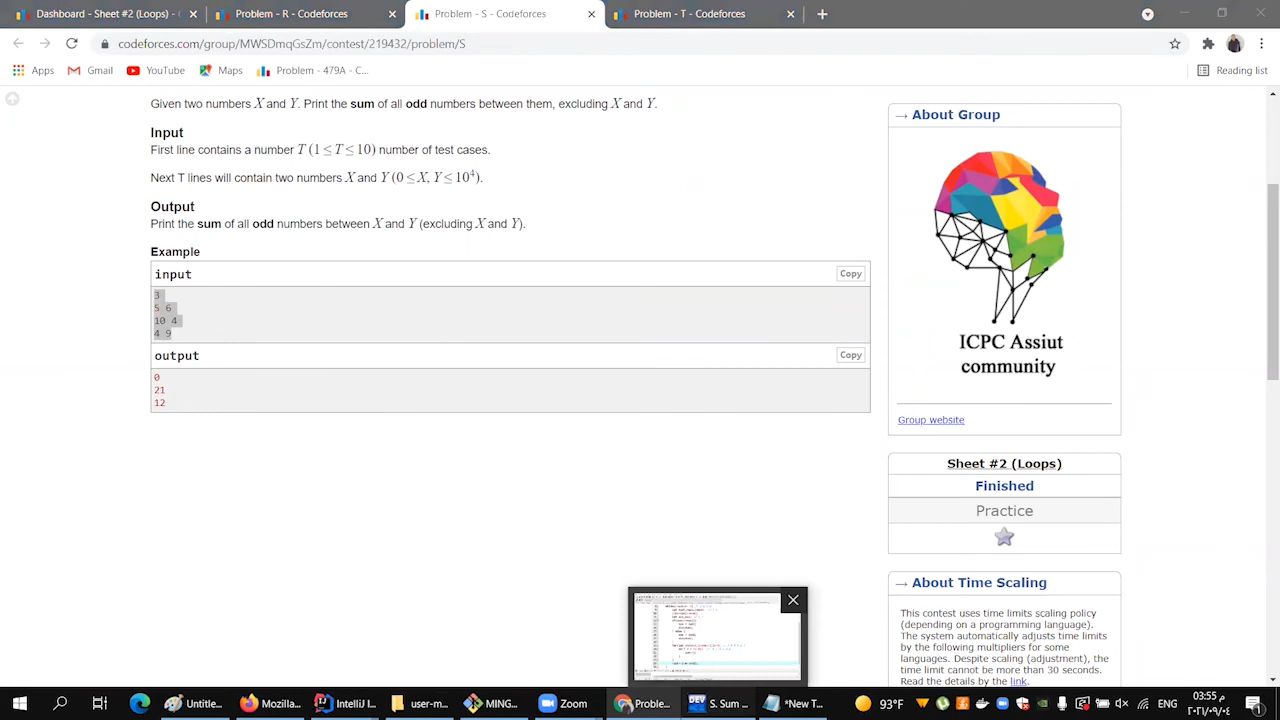 Dashboard - Sheet #2 (Loops) - C
Problem - R - Codeforces
Problem - S - Codeforces
Problem - T - Codeforces
codeforces.com/group/MWSDmqGsZm/contest/219432/problem/S
Apps
Gmail
YouTube
Maps
Problem - 479A - C...
Reading list
Given two numbers X and Y. Print the sum of all odd numbers between them, excluding X and Y.
Input
First line contains a number T (1 ≤ T ≤ 10) number of test cases.
Next T lines will contain two numbers X and Y (0 ≤ X, Y ≤ 10⁴).
Output
Print the sum of all odd numbers between X and Y (excluding X and Y).
Example
input
Copy
3
5 6
10 4
4 9
output
Copy
0
21
12
→ About Group
ICPC Assiut
community
Group website
Sheet #2 (Loops)
Finished
Practice
→ About Time Scaling
This contest uses time limits scaling policy
(depending on a programming language).
The system automatically adjusts time limits
by the following multipliers for some
languages. Despite scaling (adjustment), the
time limit cannot be more than 30 seconds.
Read the details by the link.
Untitle...
Mozilla...
IntelliJ I...
user-m...
MING...
Zoom
Proble...
DEV
S. Sum ...
*New T...
93°F
ENG
03:55 م